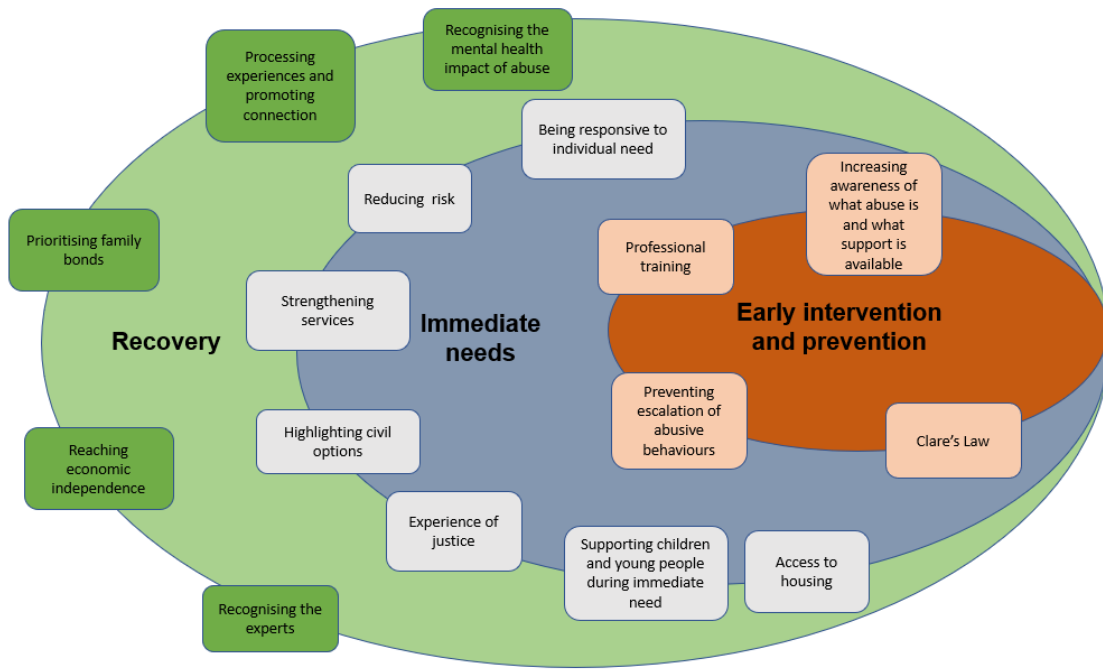 Recognising the
mental health
impact of abuse
Processing
experiences and
promoting
connection
Being responsive to
individual need
Increasing
awareness of
what abuse is
and what
support is
available
Reducing risk
Prioritising family
bonds
Professional
training
Strengthening
services
Recovery
Immediate
needs
Early intervention
and prevention
Preventing
escalation of
abusive
behaviours
Clare’s Law
Highlighting civil
options
Reaching
economic
independence
Experience of
justice
Supporting children
and young people
during immediate
need
Access to
housing
Recognising the
experts